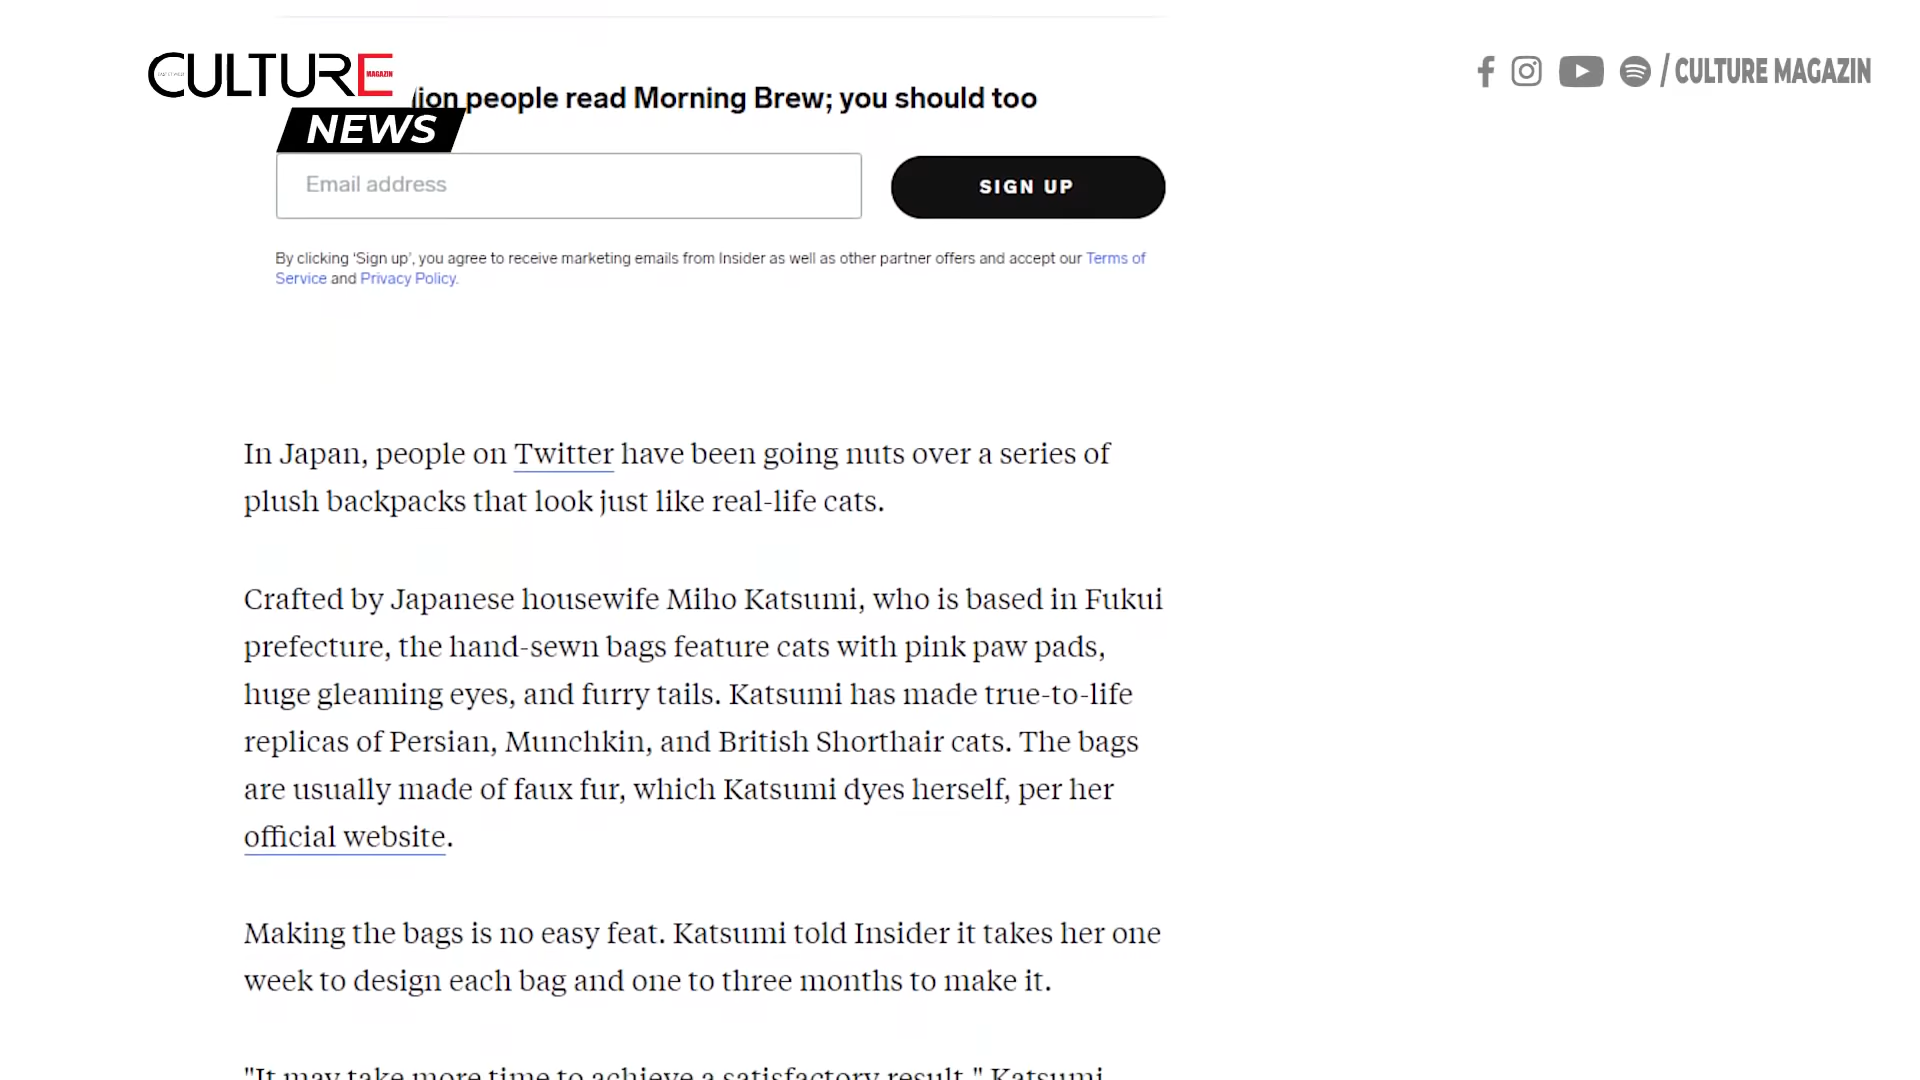 CULTURE
MAGAZIN
NEWS
/ CULTURE MAGAZIN
people read Morning Brew; you should too
Email address
SIGN UP
By clicking ‘Sign up’, you agree to receive marketing emails from Insider as well as other partner offers and accept our Terms of
Service and Privacy Policy.
In Japan, people on Twitter have been going nuts over a series of
plush backpacks that look just like real-life cats.
Crafted by Japanese housewife Miho Katsumi, who is based in Fukui
prefecture, the hand-sewn bags feature cats with pink paw pads,
huge gleaming eyes, and furry tails. Katsumi has made true-to-life
replicas of Persian, Munchkin, and British Shorthair cats. The bags
are usually made of faux fur, which Katsumi dyes herself, per her
official website.
Making the bags is no easy feat. Katsumi told Insider it takes her one
week to design each bag and one to three months to make it.
"It may take more time to achieve a satisfactory result," Katsumi